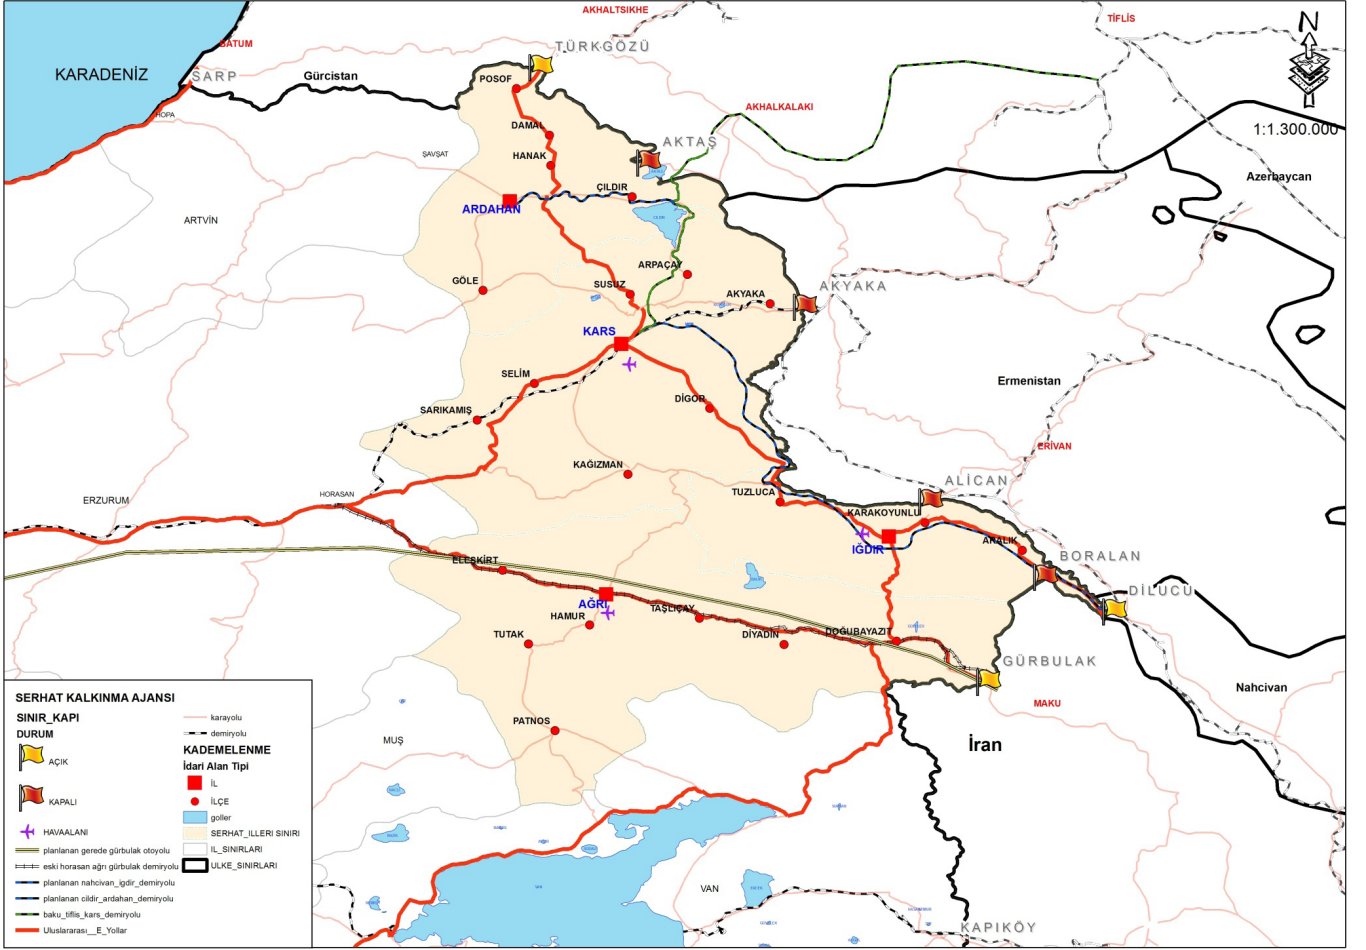 AKHALTSIKHE
TİFLİS
N
BATUM
TÜRKGÖZÜ
KARADENİZ
SARP
Gürcistan
POSOF
HOPA
AKHALKALAKI
DAMAL
1:1.300.000
AKTAŞ
ŞAVŞAT
HANAK
Azerbaycan
ÇILDIR
ARDAHAN
ARTVİN
ARPAÇAY
GÖLE
SUSUZ
AKYAKA
AKYAKA
KARS
SELİM
Ermenistan
DİGOR
SARIKAMIŞ
ERİVAN
KAĞIZMAN
ALİCAN
TUZLUCA
HORASAN
ERZURUM
KARAKOYUNLU
ARALIK
IĞDIR
BORALAN
ELEŞKİRT
DİLUCU
AĞRI
TAŞLIÇAY
HAMUR
TUTAK
DİYADİN
DOĞUBAYAZIT
GÜRBULAK
Nahcivan
MAKU
PATNOS
MUŞ
İran
VAN
VAN
KAPIKÖY
SERHAT KALKINMA AJANSI
SINIR_KAPI
DURUM
AÇIK
KAPALI
HAVAALANI
planlanan gerede gürbulak otoyolu
eski horasan ağrı gürbulak demiryolu
planlanan nahcivan_igdir_demiryolu
planlanan cildir_ardahan_demiryolu
baku_tiflis_kars_demiryolu
Uluslararası__E_Yollar
karayolu
demiryolu
KADEMELENME
İdari Alan Tipi
İL
İLÇE
goller
SERHAT_ILLERI SINIRI
IL_SINIRLARI
ULKE_SINIRLARI